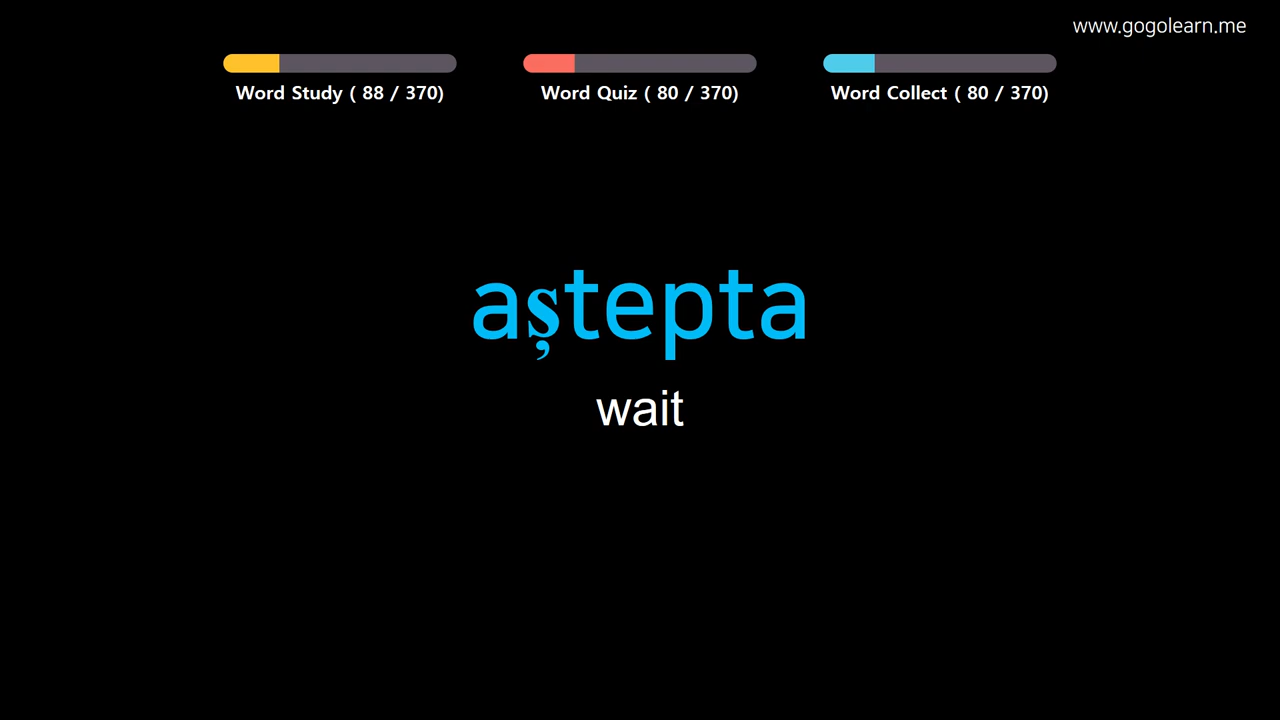 www.gogolearn.me
Word Study ( 88 / 370)
Word Quiz ( 80 / 370)
Word Collect ( 80 / 370)
aștepta
wait